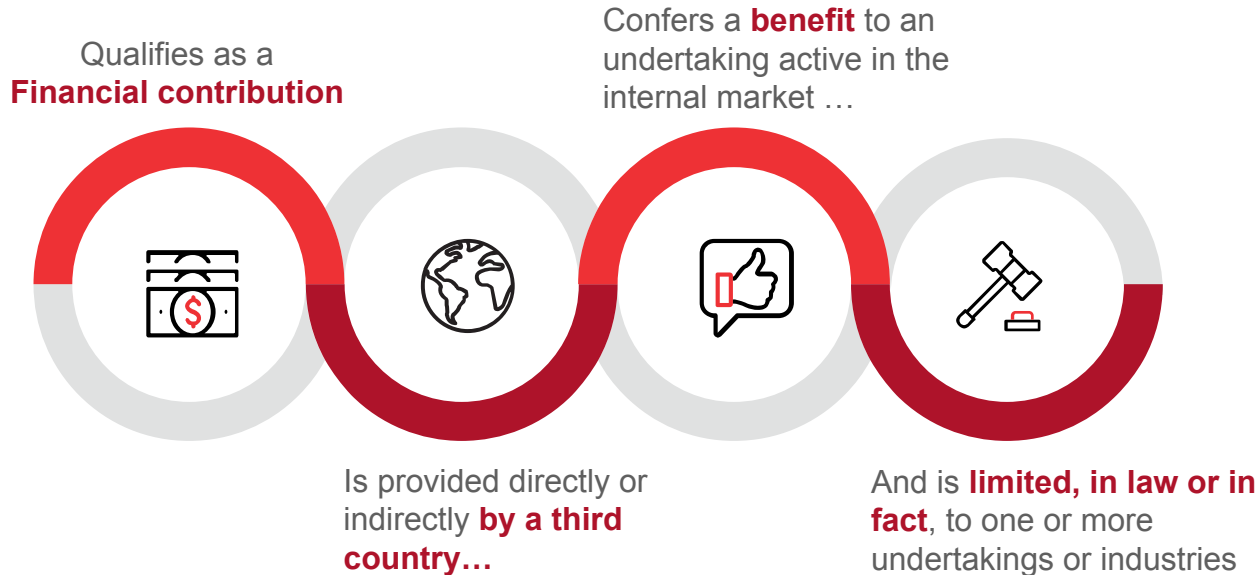 Qualifies as a
Financial contribution
Is provided directly or
indirectly by a third
country…
Confers a benefit to an
undertaking active in the
internal market …
And is limited, in law or in
fact, to one or more
undertakings or industries
$